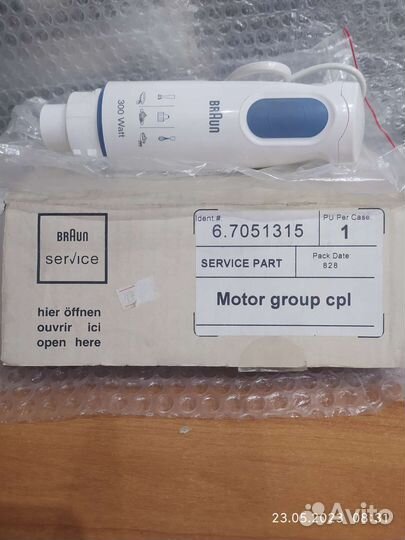 BRAUN
300 Watt
BRAUN
service
hier öffnen
ouvrir ici
open here
Ident #
6.7051315
PU Per Case
1
SERVICE PART
Pack Date
828
Motor group cpl
23.05.2023 08:31
Avito